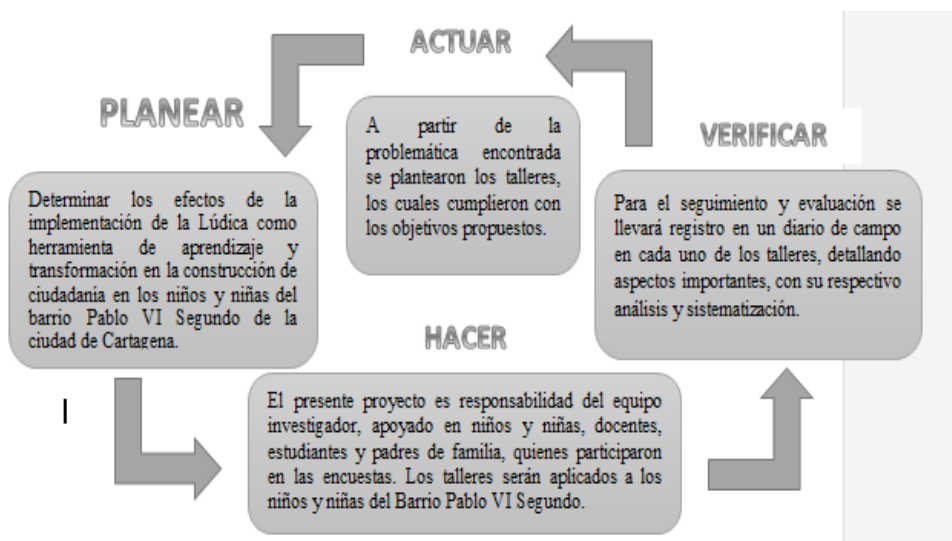 ACTUAR
A partir de la
problemática encontrada
se plantearon los talleres,
los cuales cumplieron con
los objetivos propuestos.
PLANEAR
Determinar los efectos de la
implementación de la Lúdica como
herramienta de aprendizaje y
transformación en la construcción de
ciudadanía en los niños y niñas del
barrio Pablo VI Segundo de la
ciudad de Cartagena.
HACER
El presente proyecto es responsabilidad del equipo
investigador, apoyado en niños y niñas, docentes,
estudiantes y padres de familia, quienes participaron
en las encuestas. Los talleres serán aplicados a los
niños y niñas del Barrio Pablo VI Segundo.
VERIFICAR
Para el seguimiento y evaluación se
llevará registro en un diario de campo
en cada uno de los talleres, detallando
aspectos importantes, con su respectivo
análisis y sistematización.